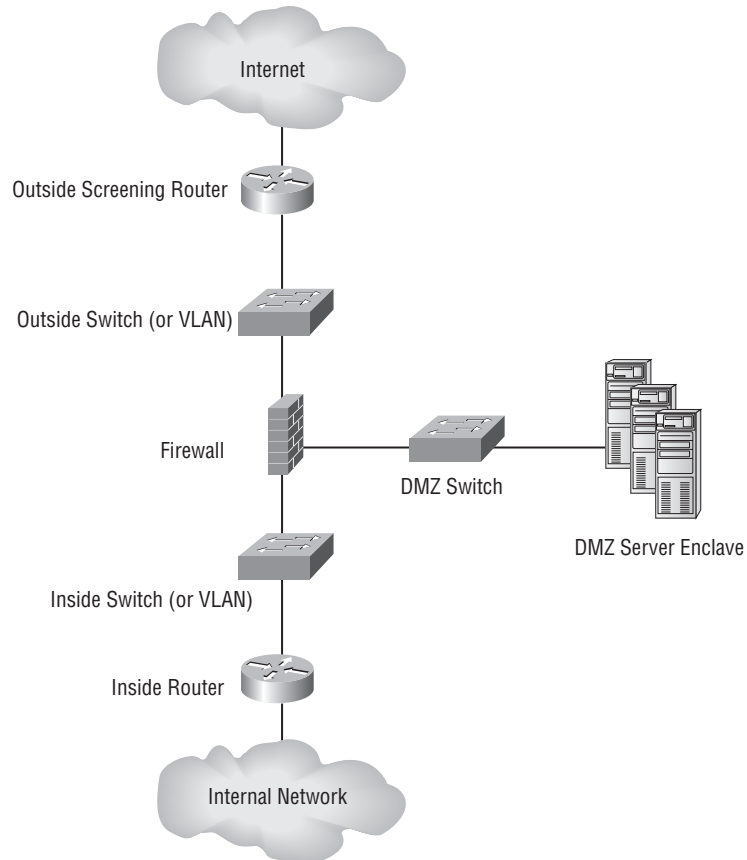 Internet
Outside Screening Router
Outside Switch (or VLAN)
Firewall
DMZ Switch
DMZ Server Enclave
Inside Switch (or VLAN)
Inside Router
Internal Network